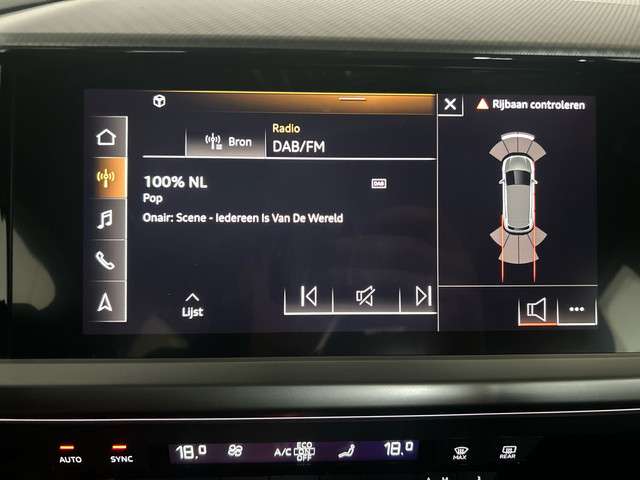 Rijbaan controleren
Radio
Bron
DAB/FM
100% NL
DAB
Pop
Onair: Scene - Iedereen Is Van De Wereld
Lijst
AUTO
SYNC
18.0
A/C
ECO
ON
OFF
18.0
MAX
REAR